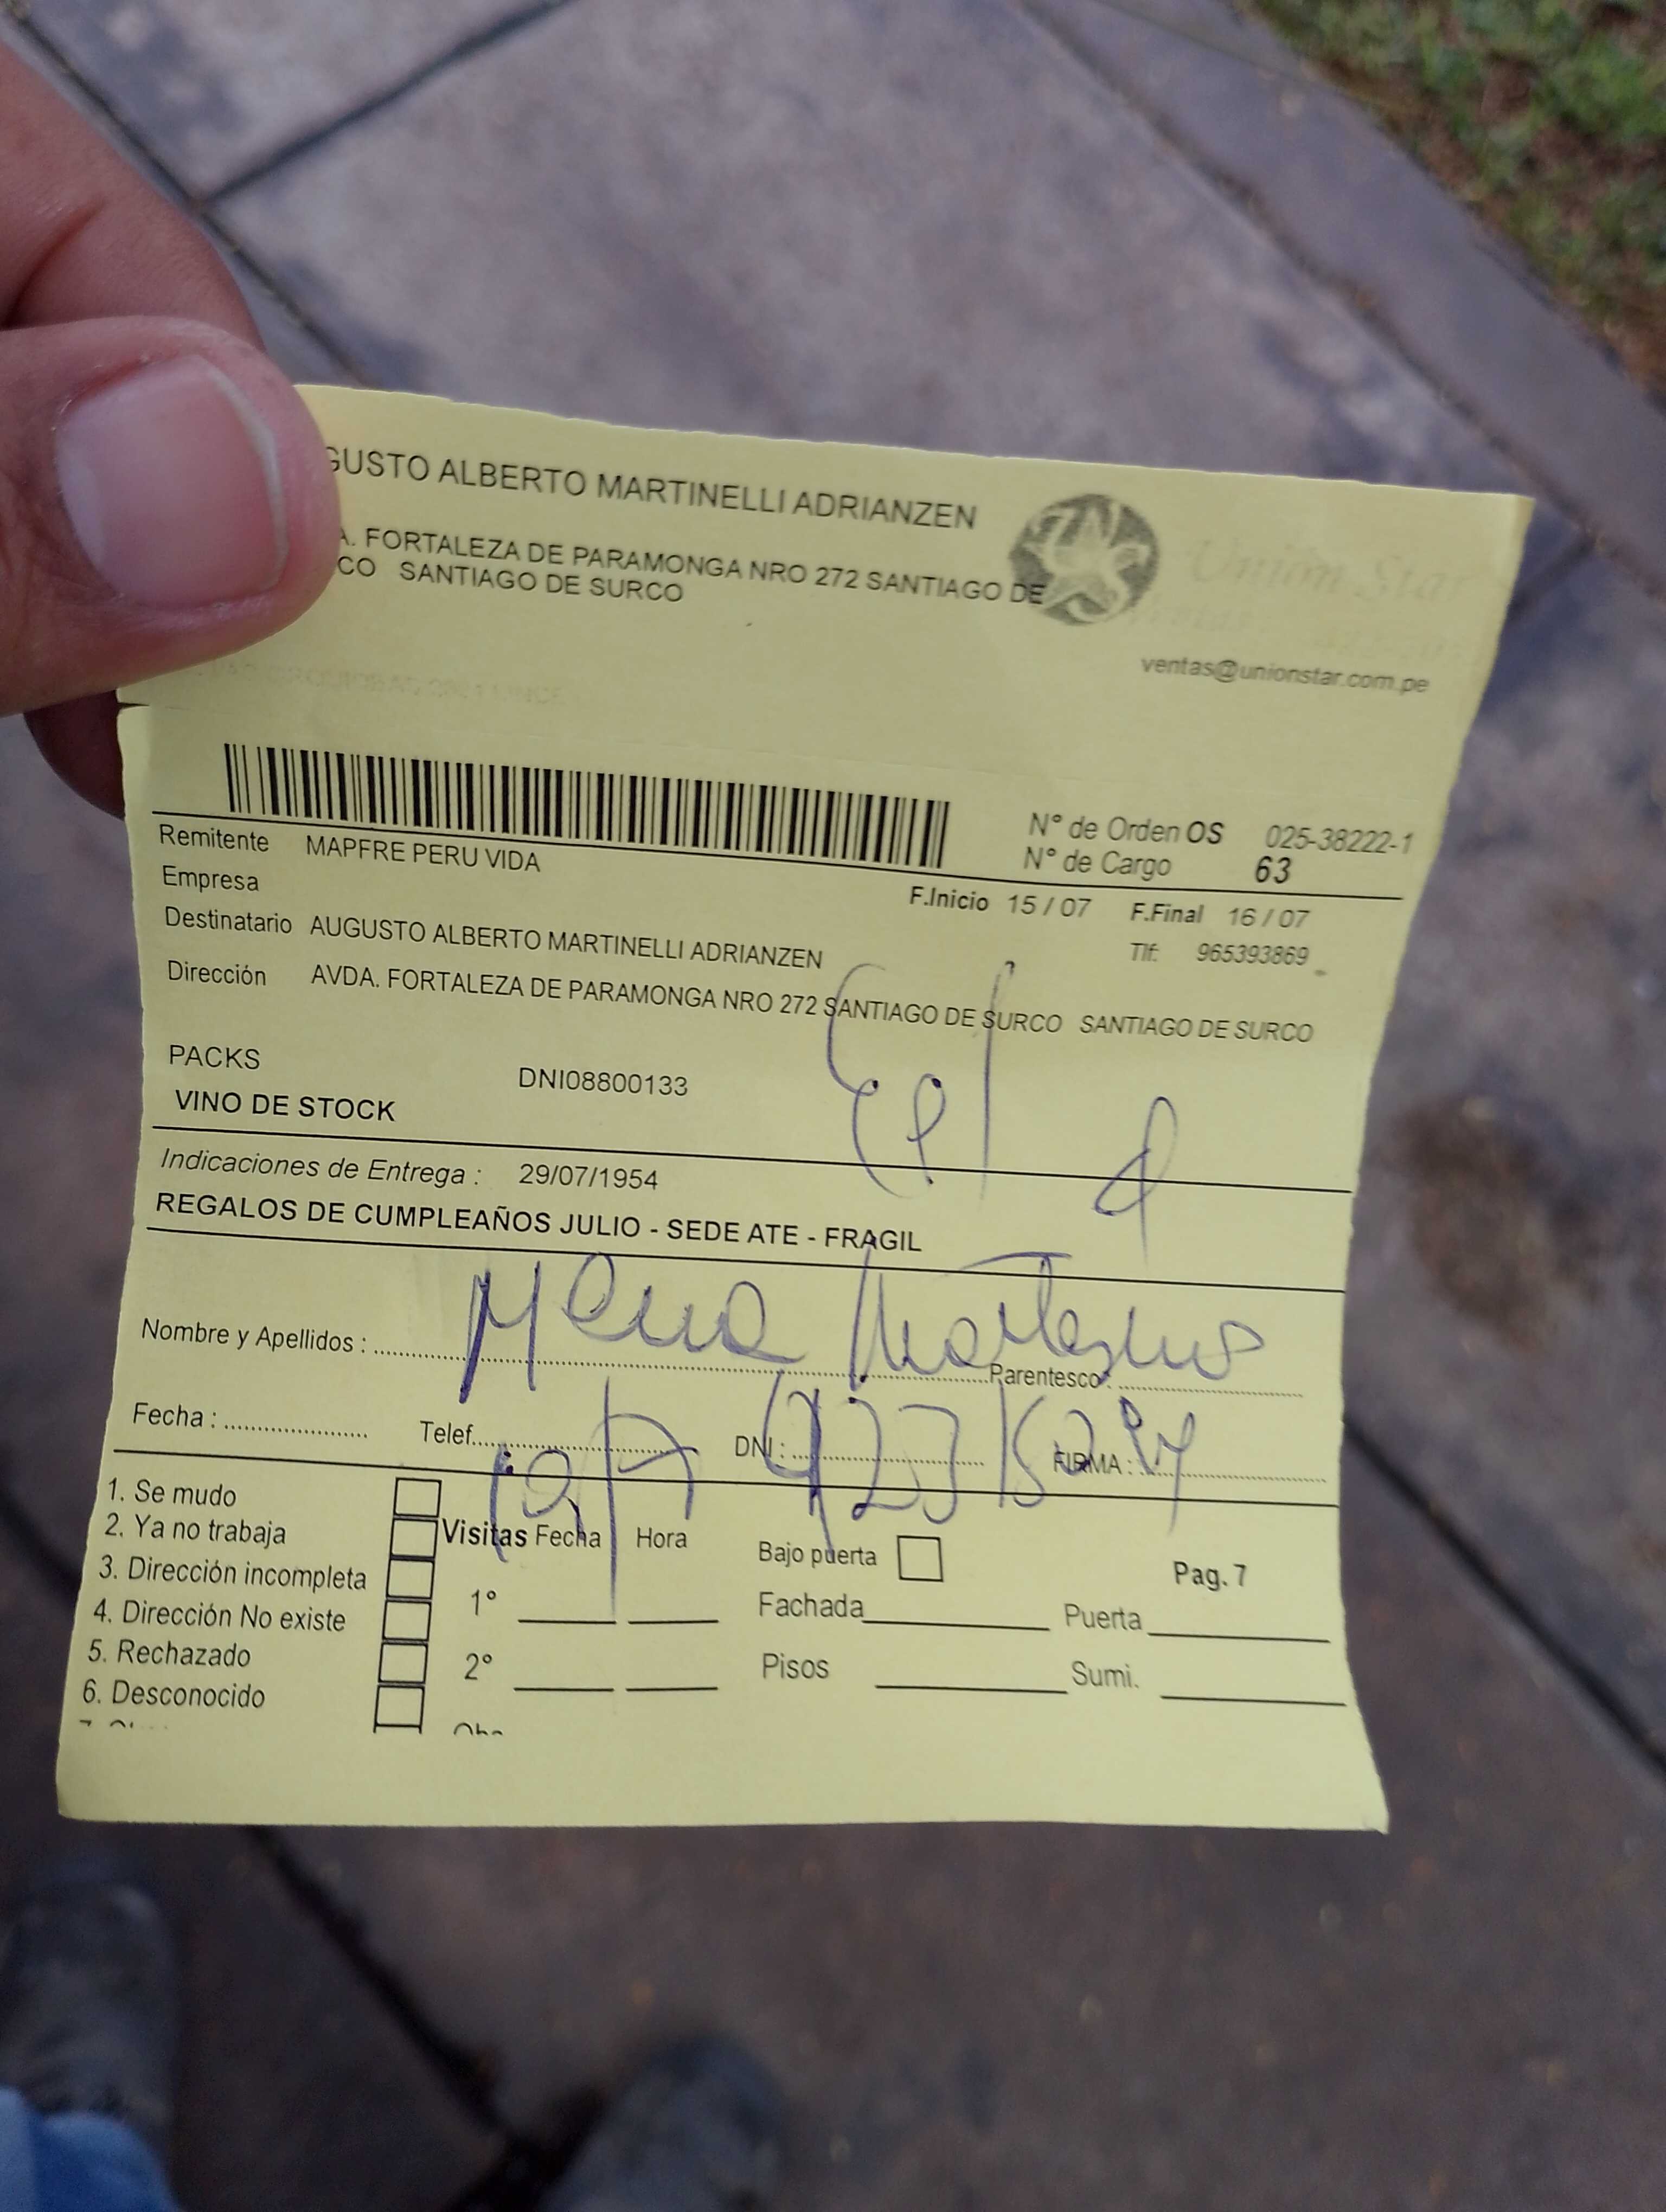 GUSTO ALBERTO MARTINELLI ADRIANZEN
A. FORTALEZA DE PARAMONGA NRO 272 SANTIAGO DE
CO SANTIAGO DE SURCO
Unión Star
ventas@unionstar.com.pe
N° de Orden OS 025-38222-1
N° de Cargo 63
Remitente MAPFRE PERU VIDA
Empresa
F.Inicio 15 / 07 F.Final 16 / 07
Destinatario AUGUSTO ALBERTO MARTINELLI ADRIANZEN
Tlf: 965393869
Dirección AVDA. FORTALEZA DE PARAMONGA NRO 272 SANTIAGO DE SURCO SANTIAGO DE SURCO
PACKS DNI08800133
VINO DE STOCK
Indicaciones de Entrega : 29/07/1954
REGALOS DE CUMPLEAÑOS JULIO - SEDE ATE - FRAGIL
Nombre y Apellidos : Parentesco :
Fecha : Telef. DNI : FIRMA :
1. Se mudo
2. Ya no trabaja
3. Dirección incompleta
4. Dirección No existe
5. Rechazado
6. Desconocido
Visitas Fecha Hora
1°
2°
Bajo puerta
Pag. 7
Fachada Puerta
Pisos Sumi.